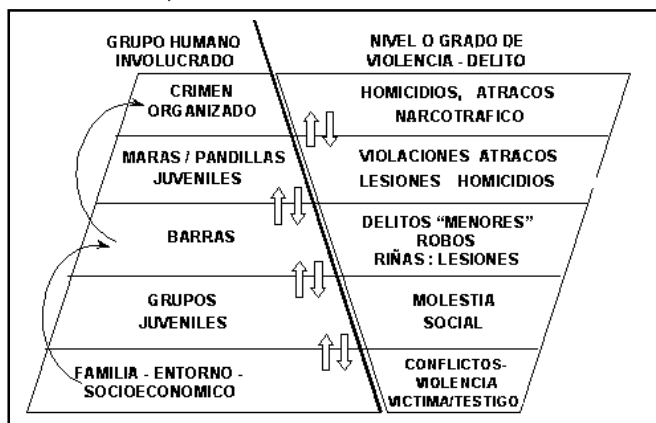 GRUPO HUMANO
INVOLUCRADO
NIVEL O GRADO DE
VIOLENCIA - DELITO
CRIMEN
ORGANIZADO
HOMICIDIOS, ATRACOS
NARCOTRAFICO
MARAS / PANDILLAS
JUVENILES
VIOLACIONES ATRACOS
LESIONES HOMICIDIOS
BARRAS
DELITOS "MENORES"
ROBOS
RIÑAS : LESIONES
GRUPOS
JUVENILES
MOLESTIA
SOCIAL
FAMILIA - ENTORNO -
SOCIOECONOMICO
CONFLICTOS-
VIOLENCIA
VICTIMA/TESTIGO